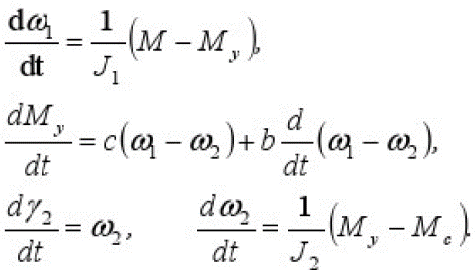 dω₁/dt = 1/J₁ (M − M_y),
dM_y/dt = c(ω₁ − ω₂) + b d/dt (ω₁ − ω₂),
dγ₂/dt = ω₂, dω₂/dt = 1/J₂ (M_y − M_c).